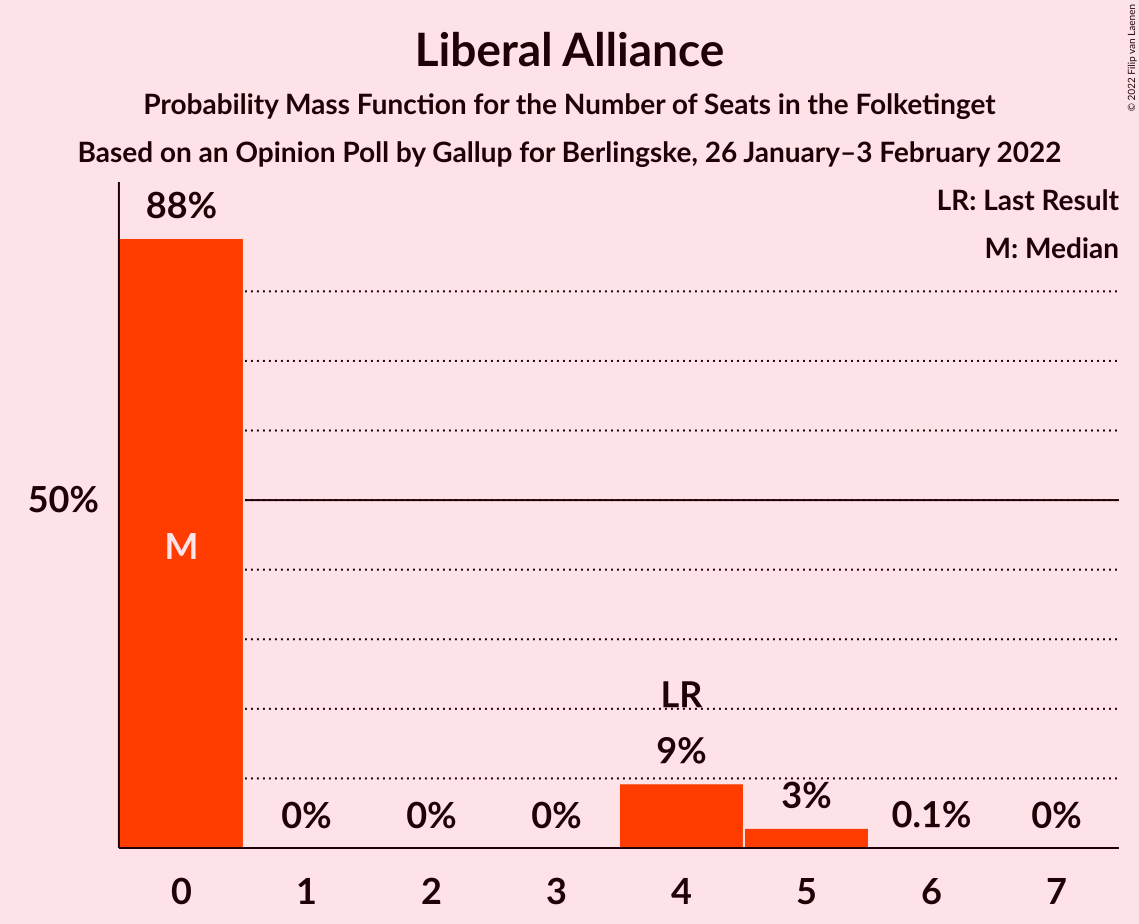 Liberal Alliance
Probability Mass Function for the Number of Seats in the Folketinget
Based on an Opinion Poll by Gallup for Berlingske, 26 January–3 February 2022
© 2022 Filip van Laenen
LR: Last Result
M: Median
88%
50%
M
LR
9%
0%
0%
0%
3%
0.1%
0%
0
1
2
3
4
5
6
7